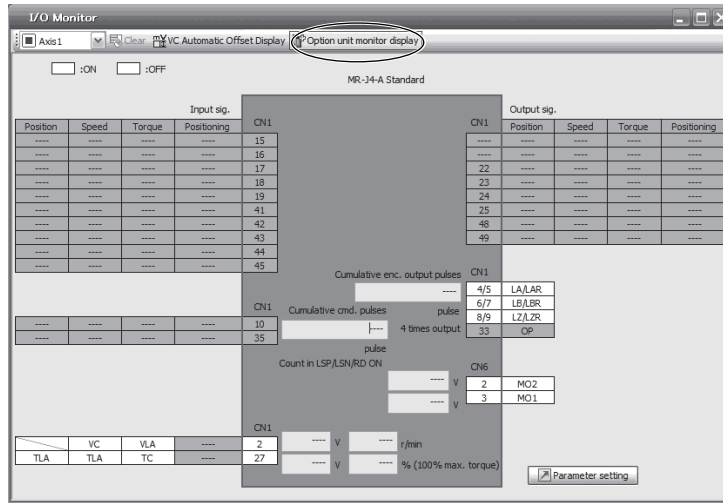 I/O Monitor
Axis1 Clear VC Automatic Offset Display Option unit monitor display
:ON :OFF
MR-J4-A Standard
Input sig. Output sig.
Position Speed Torque Positioning CN1 CN1 Position Speed Torque Positioning
---- ---- ---- ---- 15 ---- ---- ---- ---- ----
---- ---- ---- ---- 16 ---- ---- ---- ---- ----
---- ---- ---- ---- 17 22 ---- ---- ---- ----
---- ---- ---- ---- 18 23 ---- ---- ---- ----
---- ---- ---- ---- 19 24 ---- ---- ---- ----
---- ---- ---- ---- 41 25 ---- ---- ---- ----
---- ---- ---- ---- 42 48 ---- ---- ---- ----
---- ---- ---- ---- 43 49 ---- ---- ---- ----
---- ---- ---- ---- 44
---- ---- ---- ---- 45
Cumulative enc. output pulses CN1
---- 4/5 LA/LAR
CN1 Cumulative cmd. pulses pulse 6/7 LB/LBR
8/9 LZ/LZR
---- ---- ---- ---- 10 ---- 4 times output 33 OP
---- ---- ---- ---- 35
pulse
Count in LSP/LSN/RD ON CN6
---- V 2 MO2
---- V 3 MO1
CN1
VC VLA ---- 2 ---- V ---- r/min
TLA TLA TC ---- 27 ---- V ---- % (100% max. torque)
Parameter setting